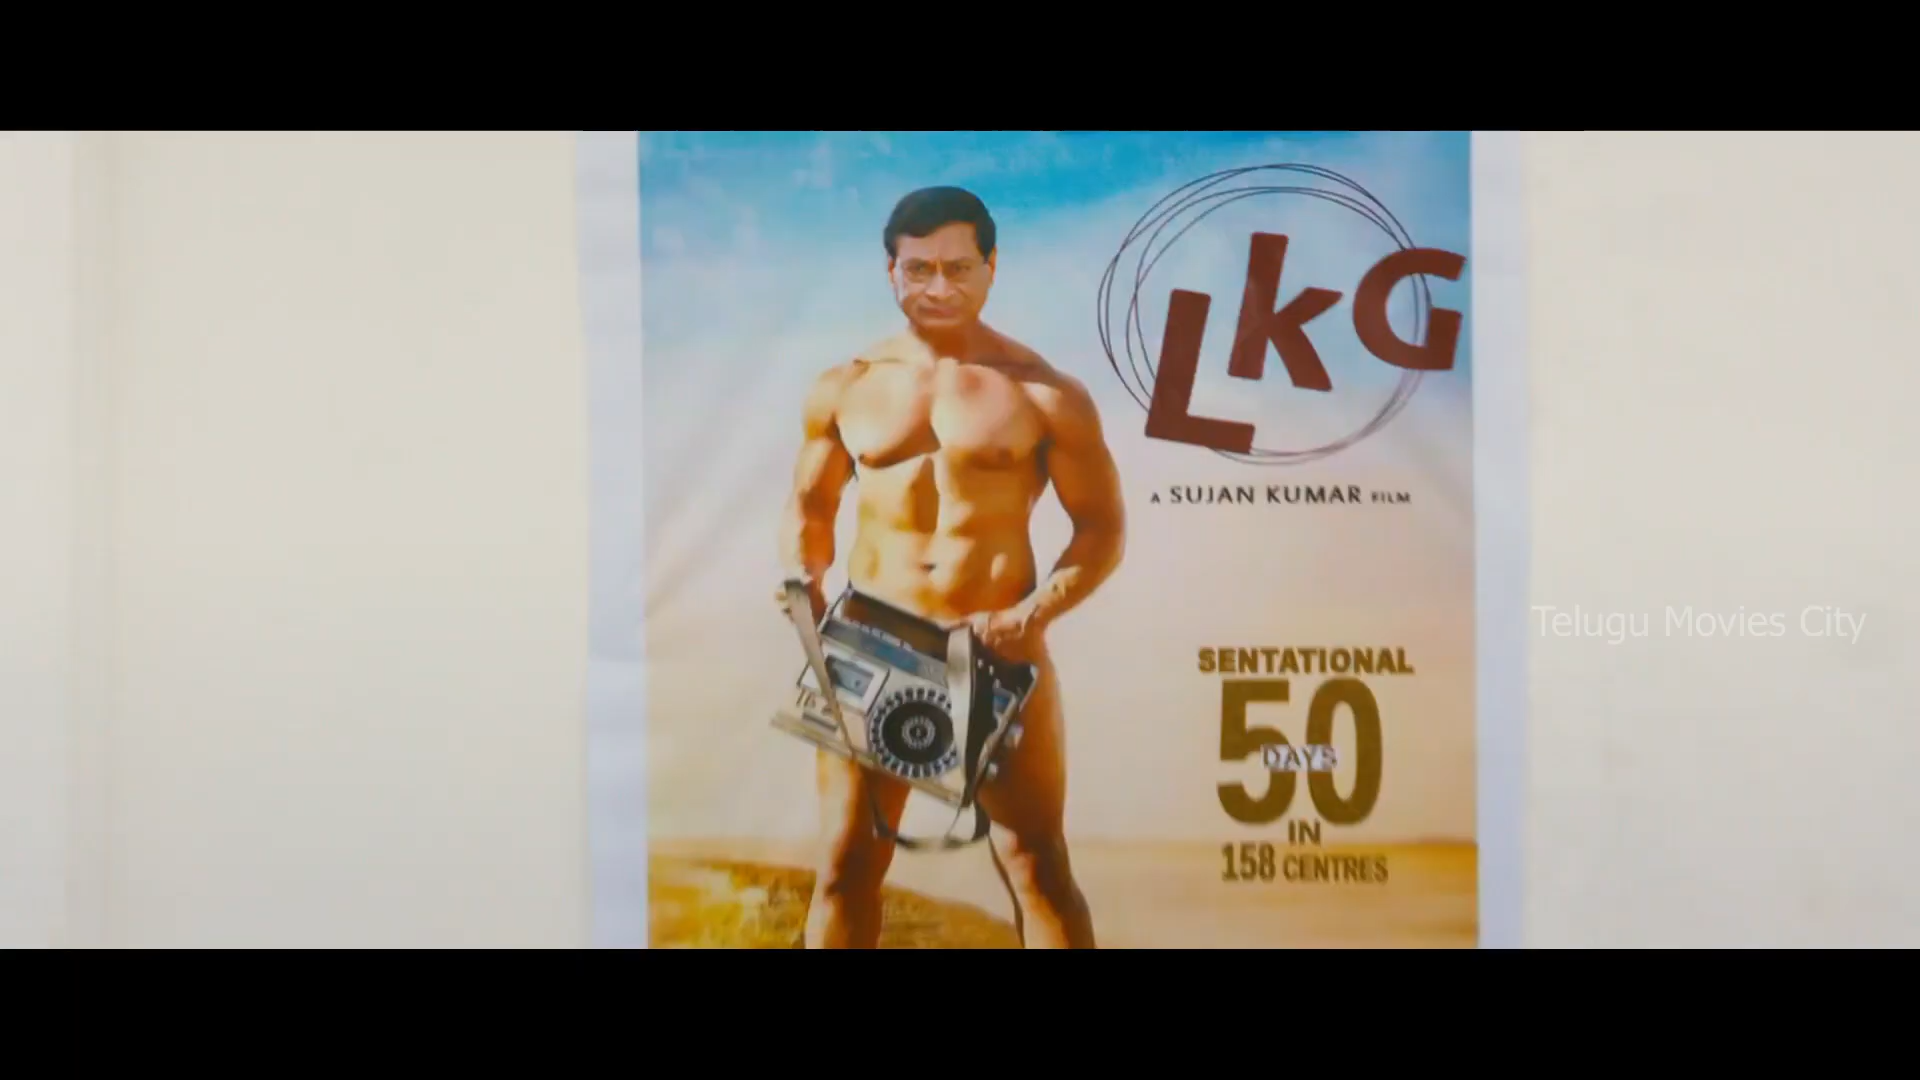 LkG
A SUJAN KUMAR FILM
SENTATIONAL
50
DAYS
IN
158 CENTRES
Telugu Movies City